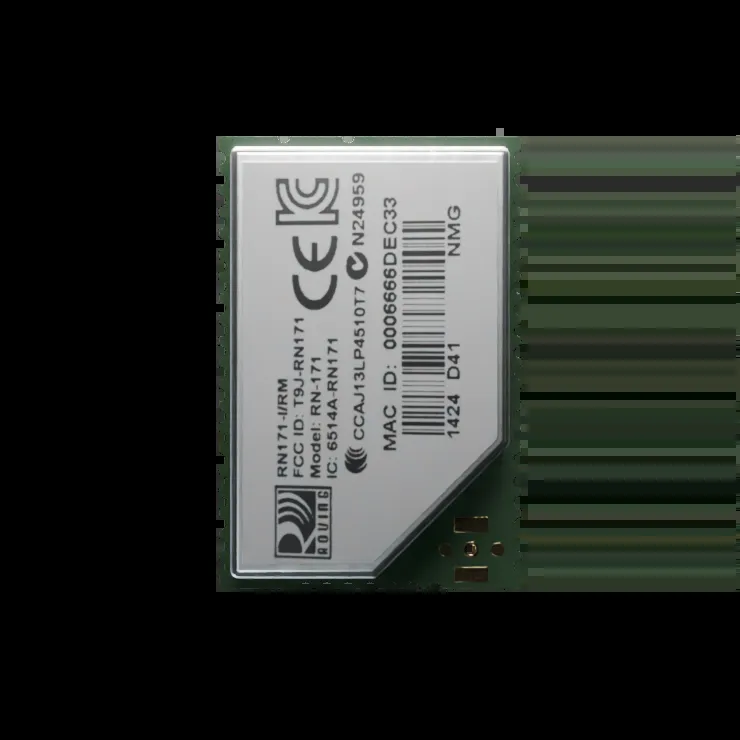 RN171-I/RM
FCC ID: T9J-RN171
Model: RN-171
IC: 6514A-RN171
CCAJ13LP4510T7 N24959
MAC ID: 0006666DEC33
1424 D41 NMG
ROVING